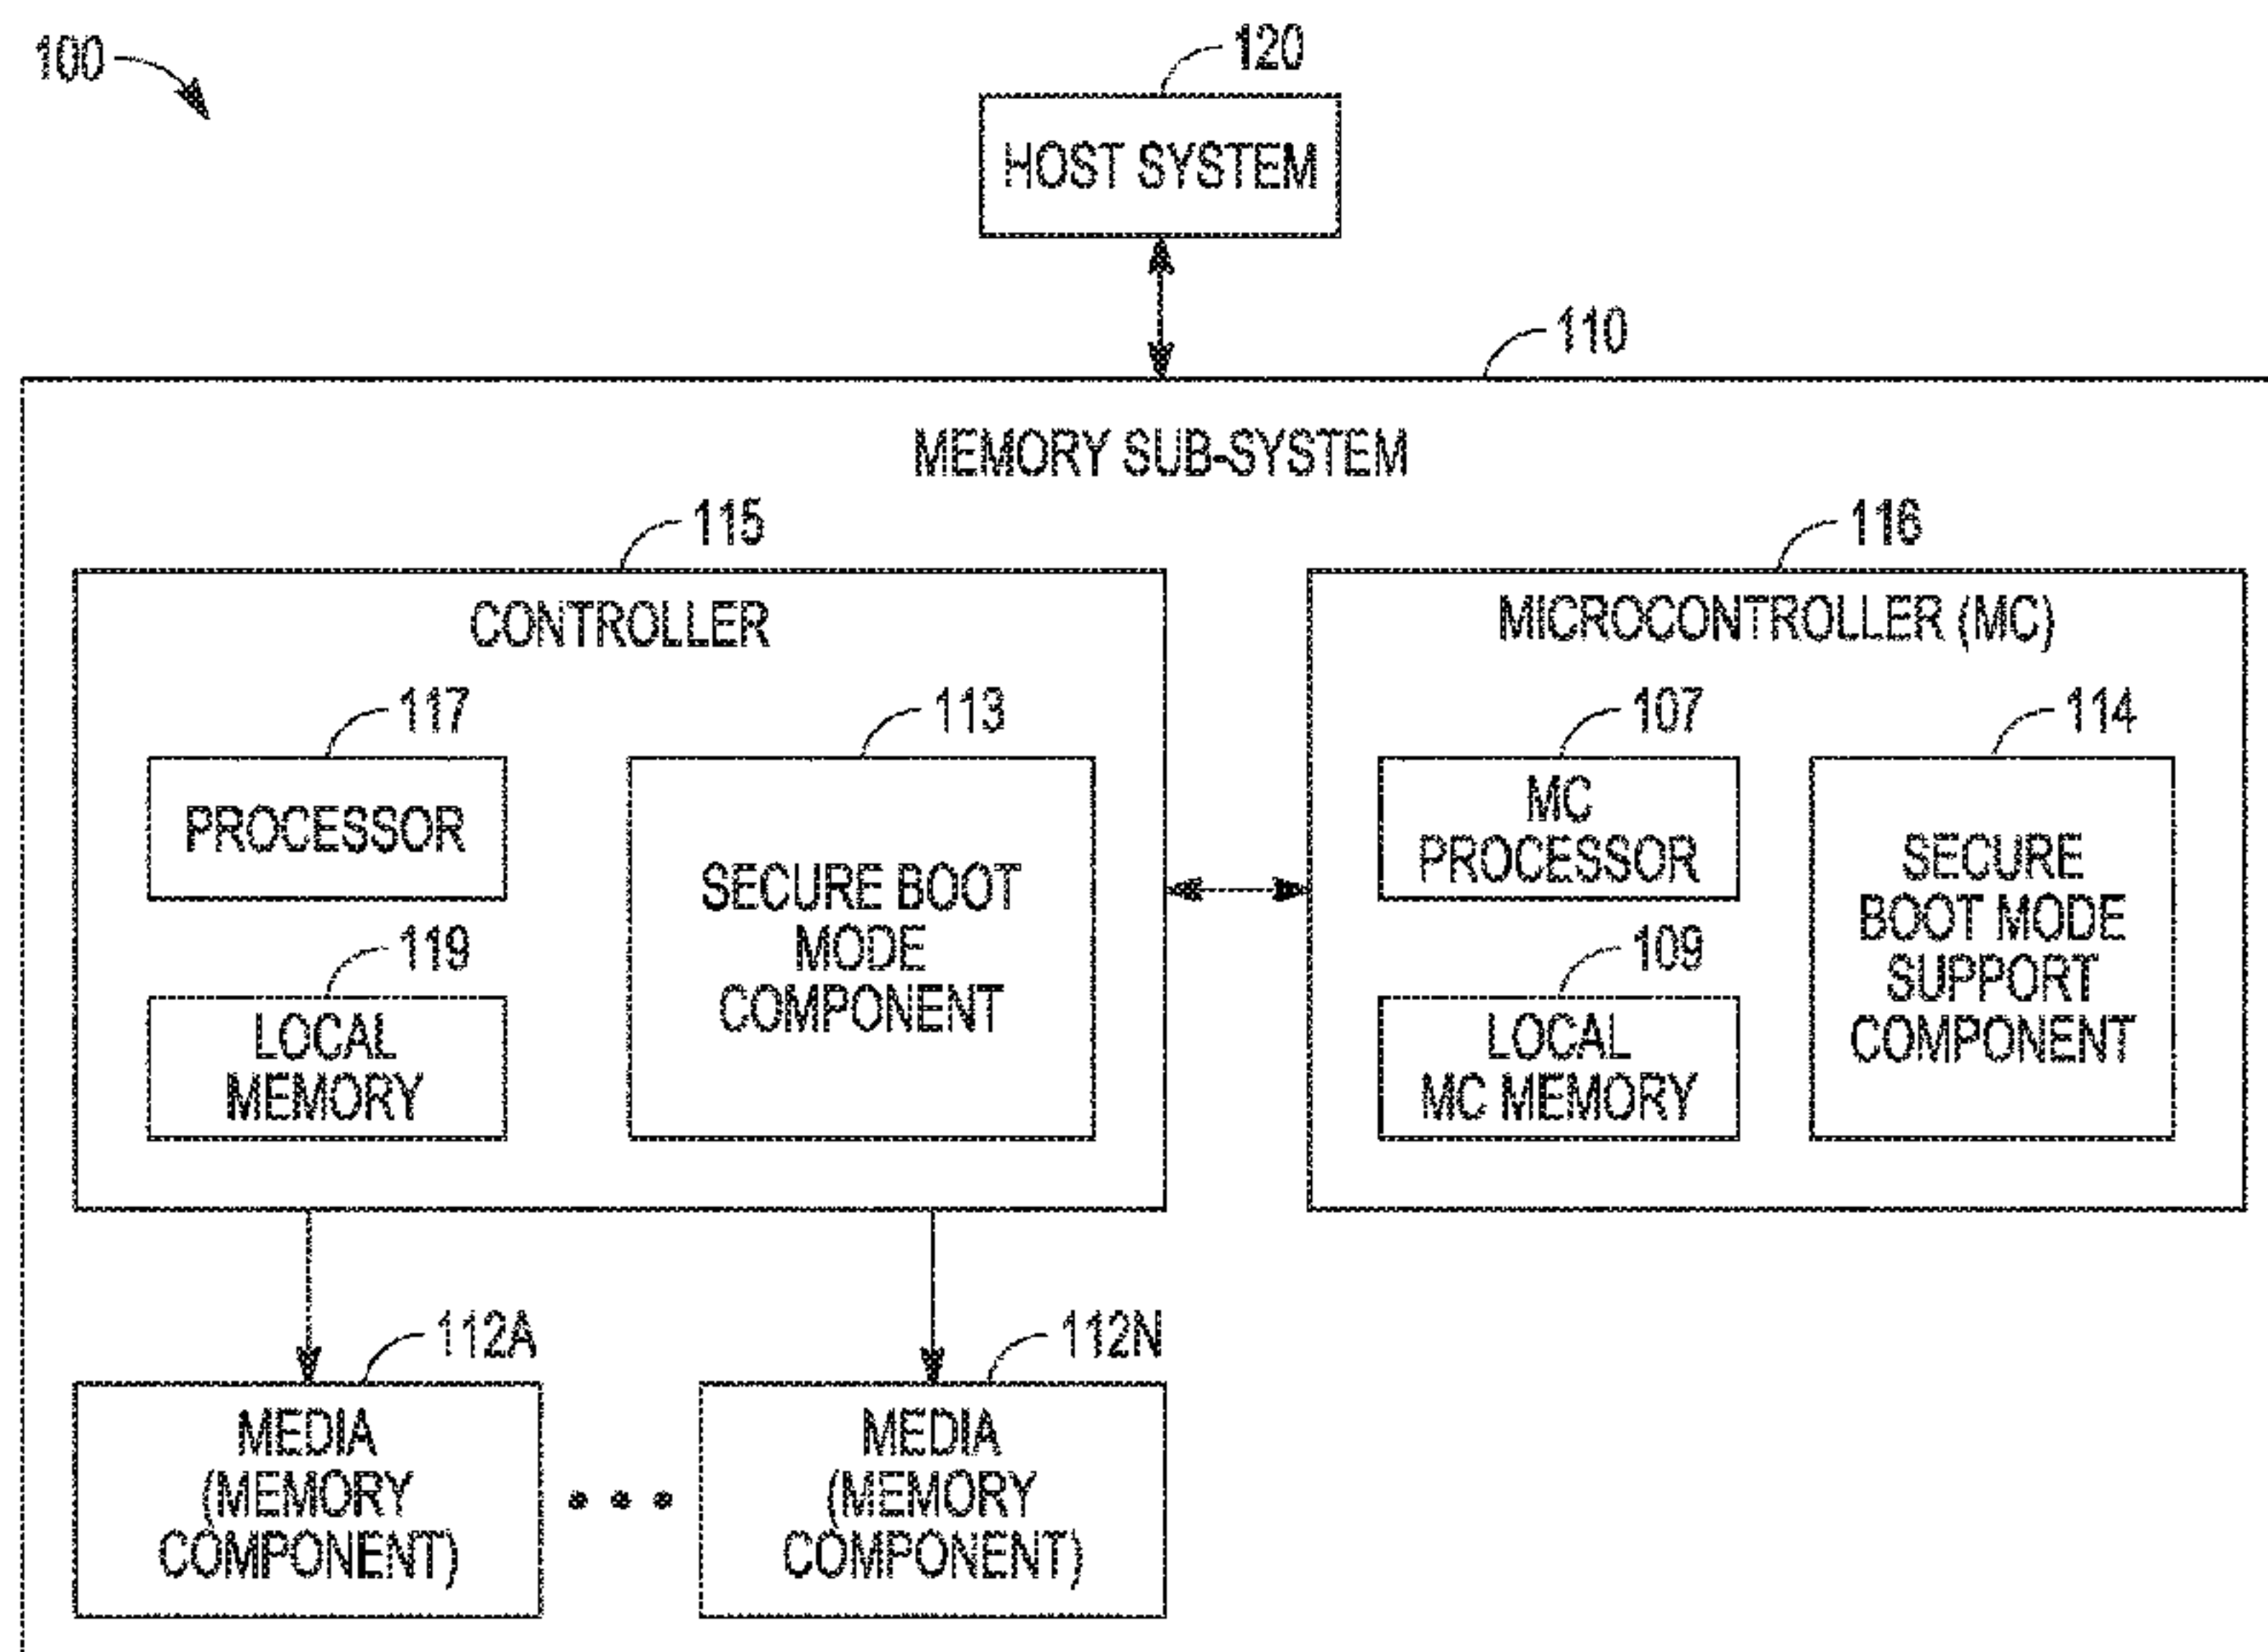 100
120
HOST SYSTEM
110
MEMORY SUB-SYSTEM
115
CONTROLLER
117
PROCESSOR
113
SECURE BOOT
MODE
COMPONENT
119
LOCAL
MEMORY
116
MICROCONTROLLER (MC)
107
MC
PROCESSOR
114
SECURE
BOOT MODE
SUPPORT
COMPONENT
109
LOCAL
MC MEMORY
112A
MEDIA
(MEMORY
COMPONENT)
112N
MEDIA
(MEMORY
COMPONENT)